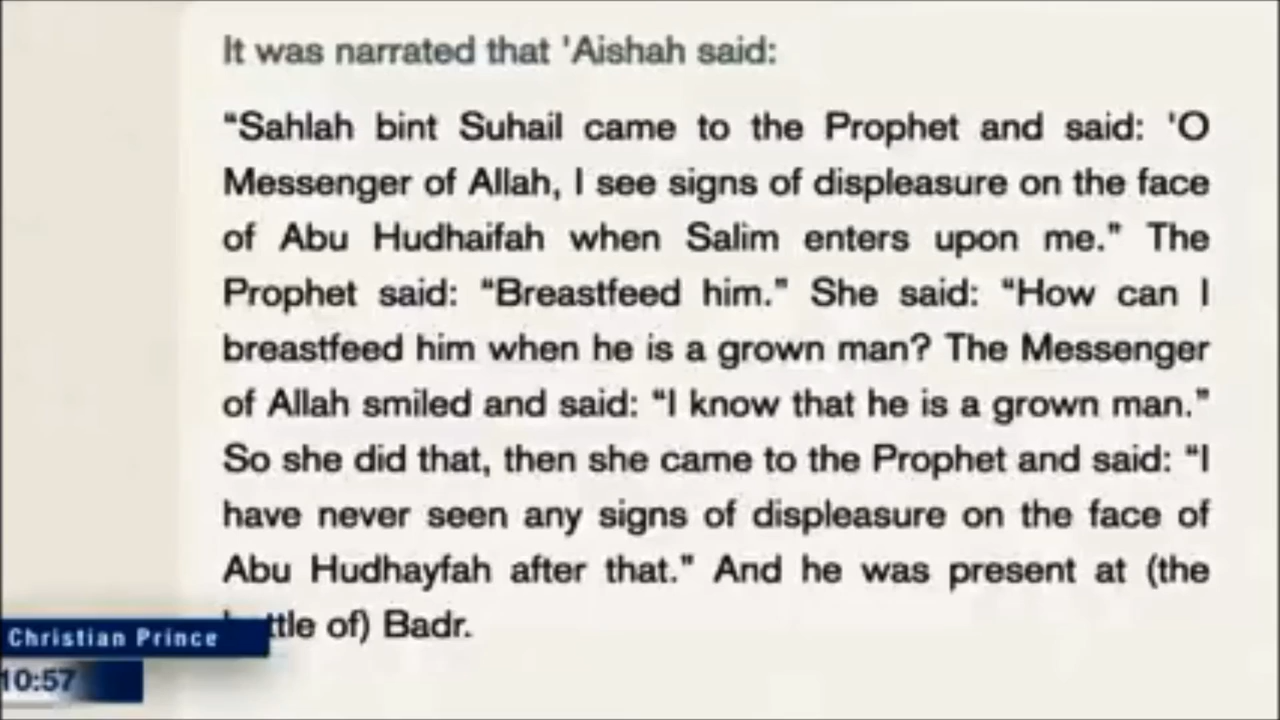 It was narrated that 'Aishah said:
“Sahlah bint Suhail came to the Prophet and said: 'O
Messenger of Allah, I see signs of displeasure on the face
of Abu Hudhaifah when Salim enters upon me.” The
Prophet said: “Breastfeed him.” She said: “How can I
breastfeed him when he is a grown man? The Messenger
of Allah smiled and said: “I know that he is a grown man.”
So she did that, then she came to the Prophet and said: “I
have never seen any signs of displeasure on the face of
Abu Hudhayfah after that.” And he was present at (the
of) Badr.
Christian Prince
10:57